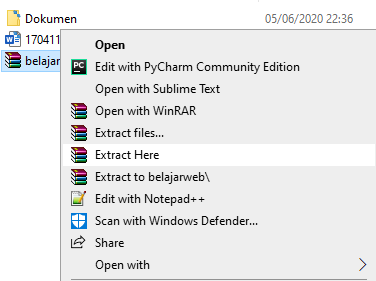 Dokumen 05/06/2020 22:36
170411
belajar
Open
PC Edit with PyCharm Community Edition
Open with Sublime Text
Open with WinRAR
Extract files...
Extract Here
Extract to belajarweb\
Edit with Notepad++
Scan with Windows Defender...
Share
Open with